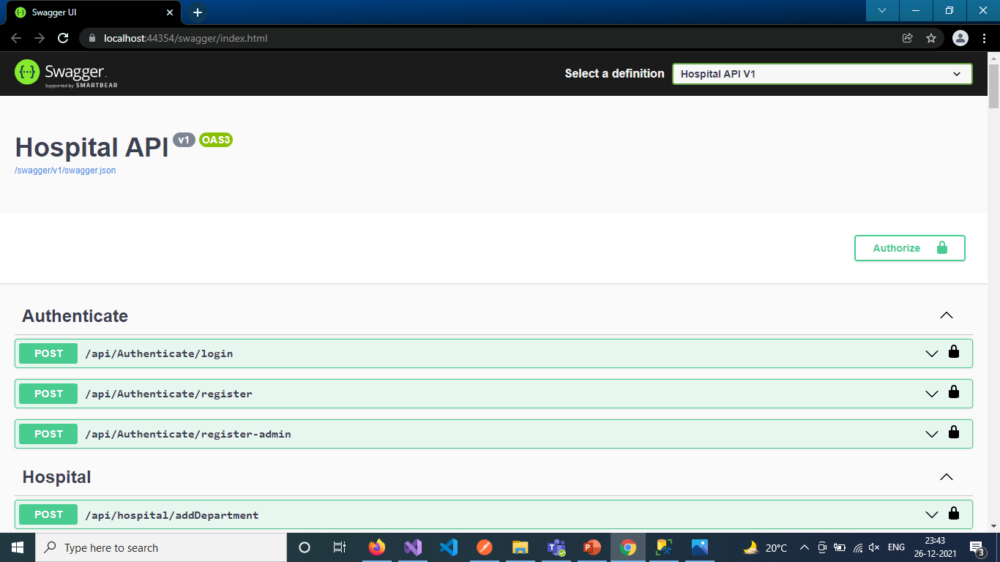 Swagger UI
localhost:44354/swagger/index.html
Swagger
Supported by SMARTBEAR
Select a definition
Hospital API V1
Hospital API v1 OAS3
/swagger/v1/swagger.json
Authorize
Authenticate
POST /api/Authenticate/login
POST /api/Authenticate/register
POST /api/Authenticate/register-admin
Hospital
POST /api/hospital/addDepartment
Type here to search
20°C
ENG
23:43
26-12-2021
3